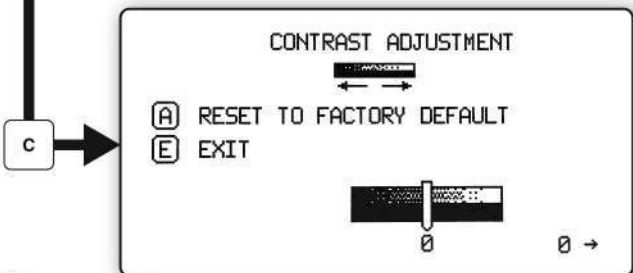 CONTRAST ADJUSTMENT
← →
A RESET TO FACTORY DEFAULT
C
E EXIT
0
0 →